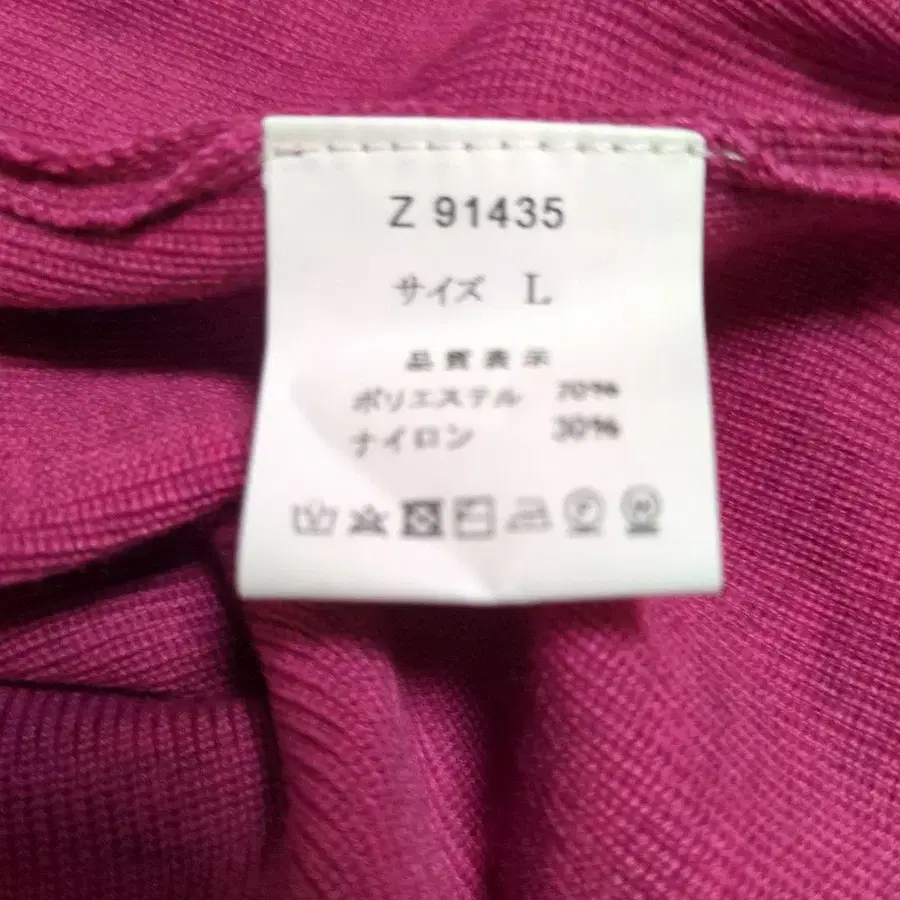 Z 91435
サイズ L
品質表示
ポリエステル 70%
ナイロン 30%